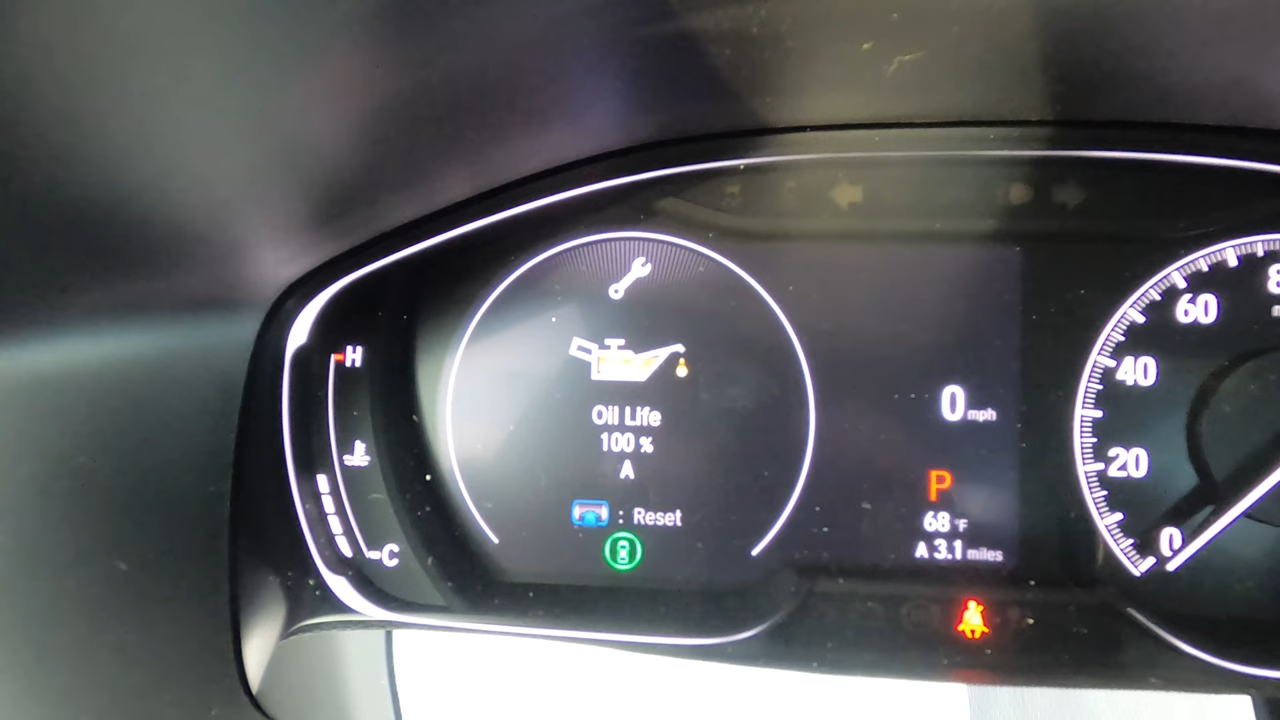 H
C
Oil Life
100 %
A
: Reset
0 mph
P
68 °F
A 3.1 miles
60
40
20
0